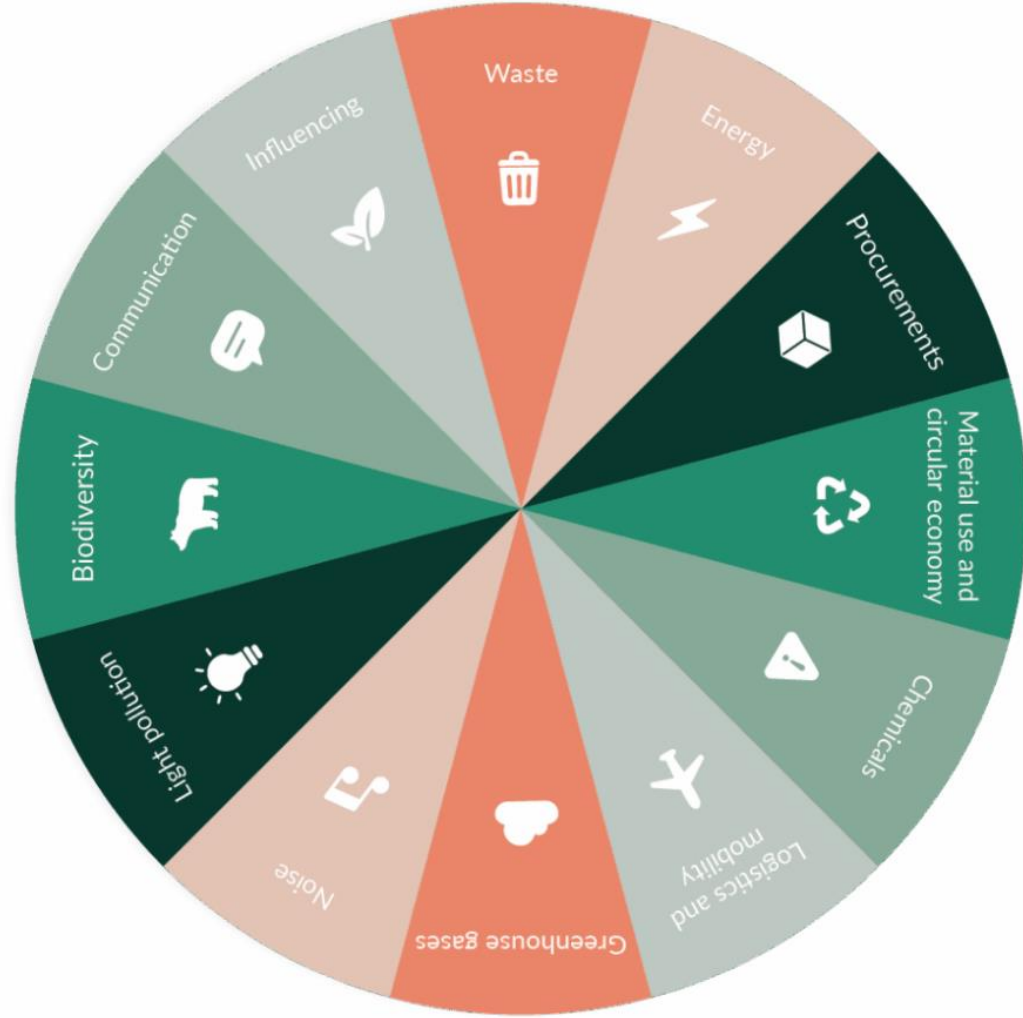 Waste
Energy
Procurements
Material use and
circular economy
Chemicals
Logistics and
mobility
Greenhouse gases
Noise
Light pollution
Biodiversity
Communication
Influencing